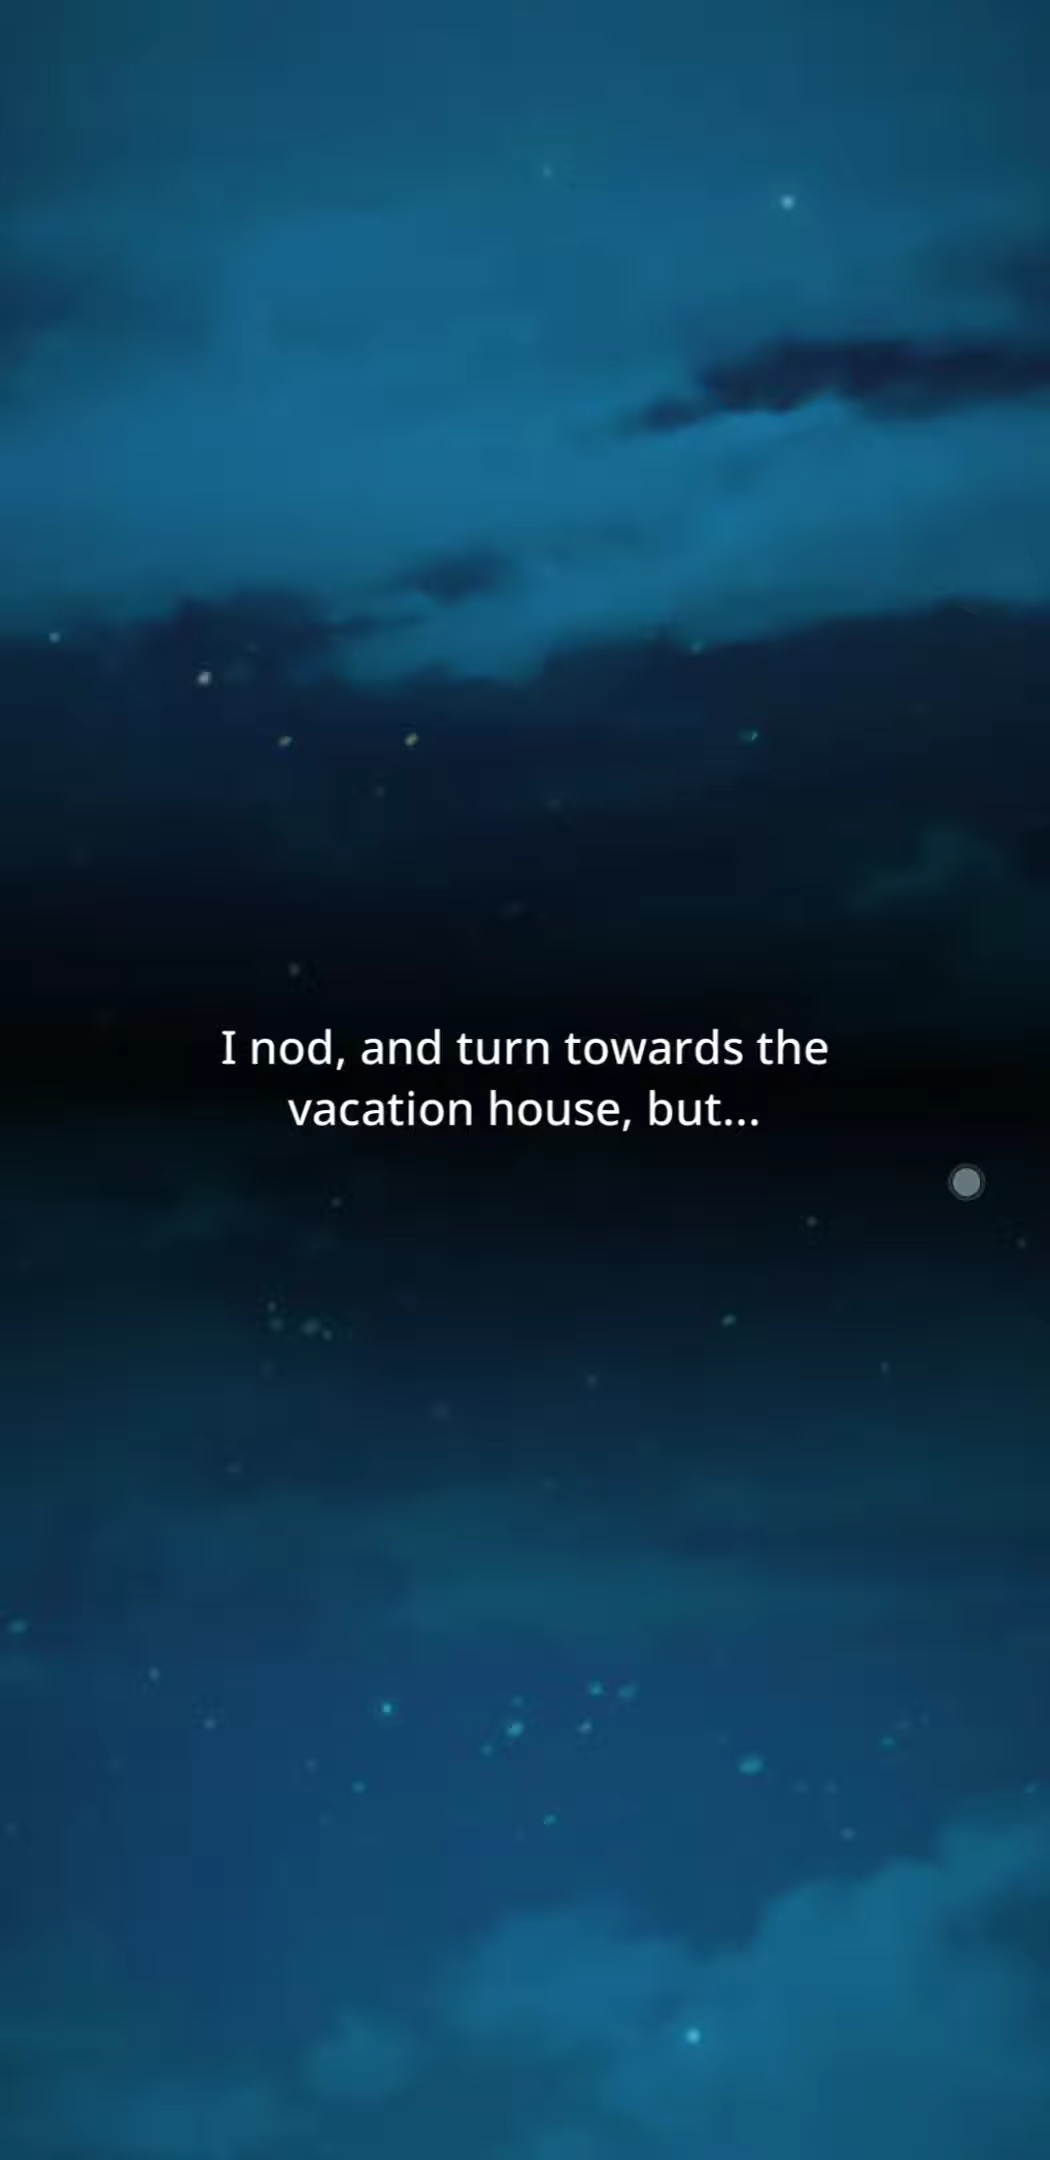 I nod, and turn towards the
vacation house, but...